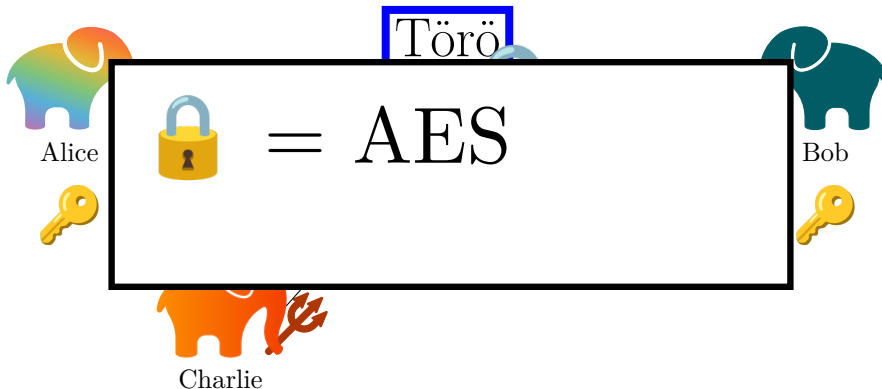 Törö
= AES
Alice
Bob
Charlie